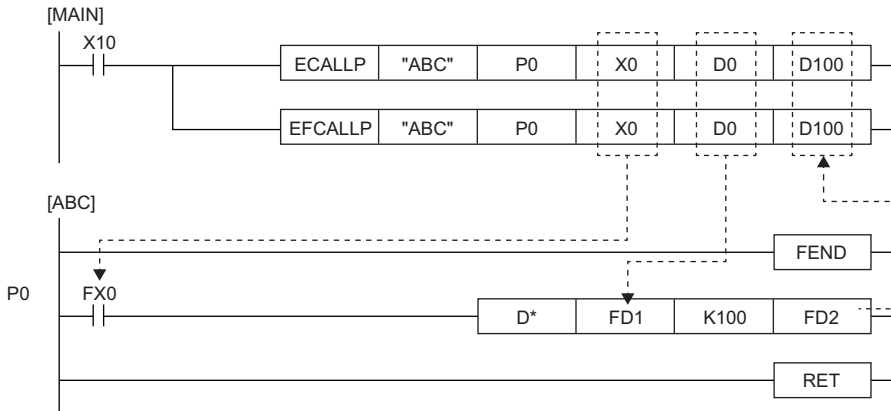 [MAIN]
X10
ECALLP "ABC" P0 X0 D0 D100
EFCALLP "ABC" P0 X0 D0 D100
[ABC]
FEND
P0 FX0
D* FD1 K100 FD2
RET